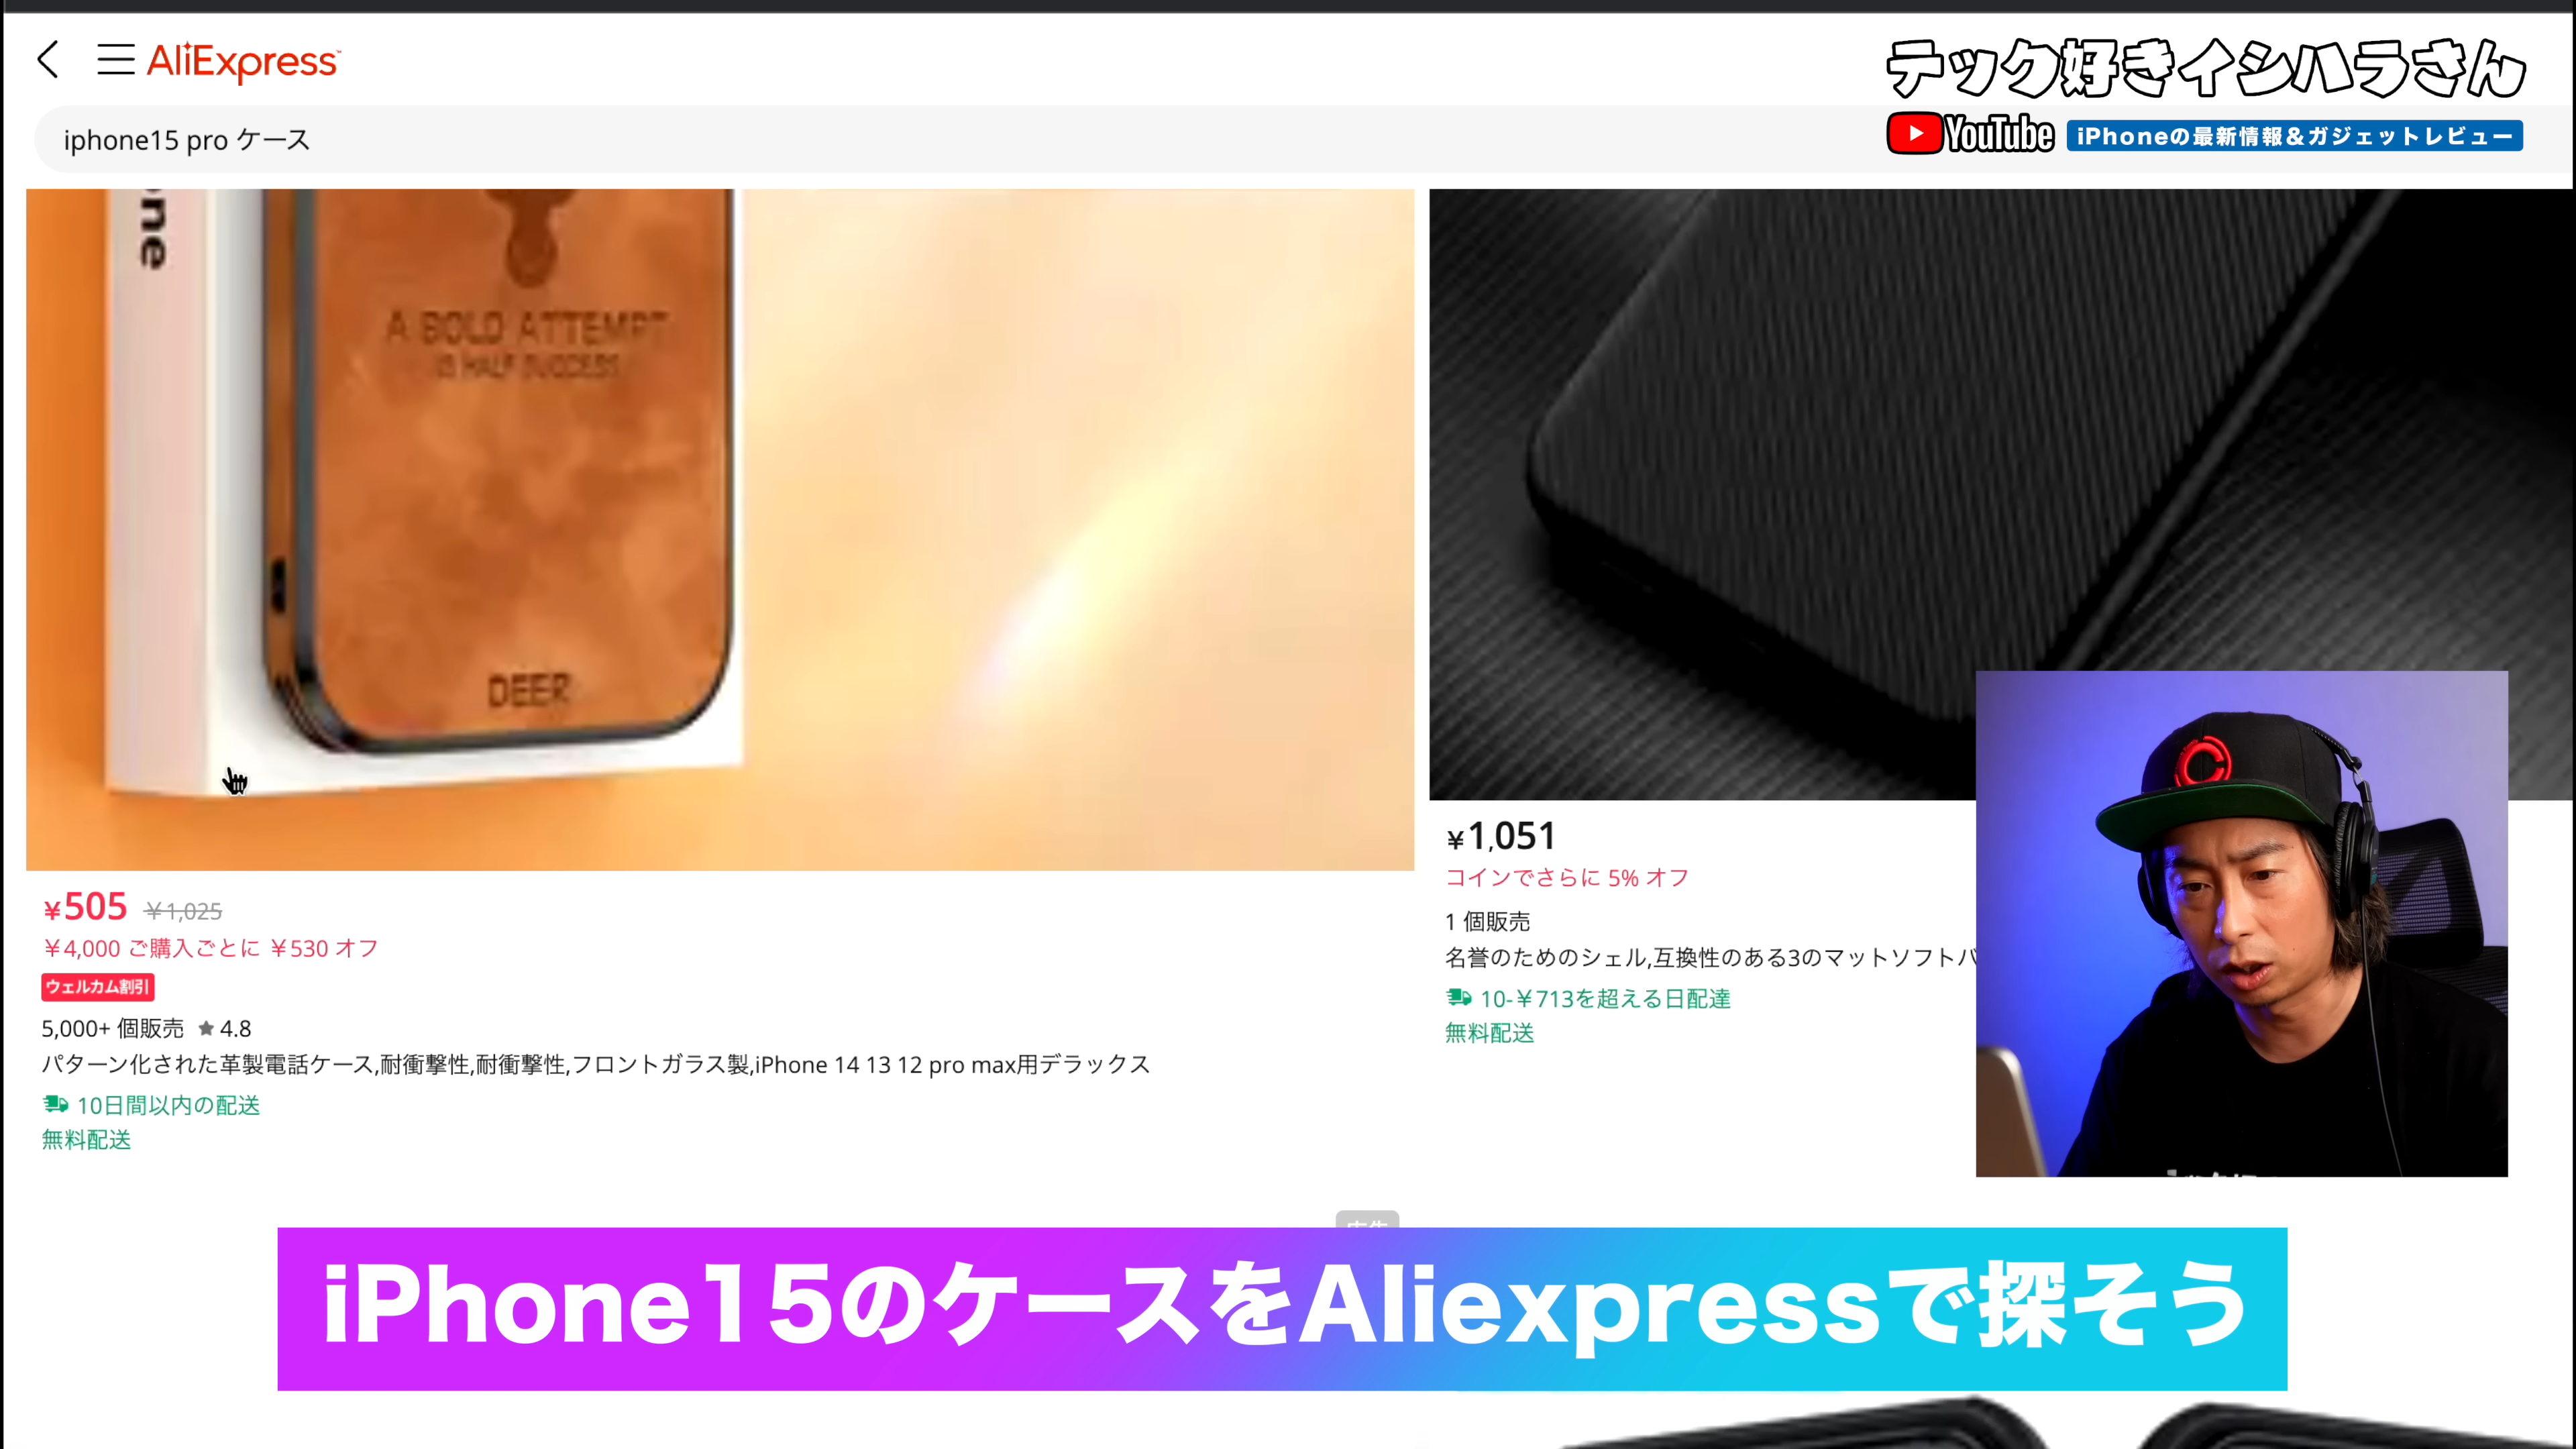 AliExpress
テック好きイシハラさん
iphone15 pro ケース
YouTube iPhoneの最新情報&ガジェットレビュー
one
A BOLD ATTEMPT
IS HALF SUCCESS
DEER
¥505 ¥1,025
¥4,000 ご購入ごとに ¥530 オフ
ウェルカム割引
5,000+ 個販売 ★ 4.8
パターン化された革製電話ケース,耐衝撃性,耐衝撃性,フロントガラス製,iPhone 14 13 12 pro max用デラックス
10日間以内の配送
無料配送
¥1,051
コインでさらに 5% オフ
1 個販売
名誉のためのシェル,互換性のある3のマットソフトバ
10-¥713を超える日配達
無料配送
iPhone15のケースをAliexpressで探そう